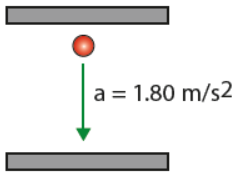 a = 1.80 m/s²